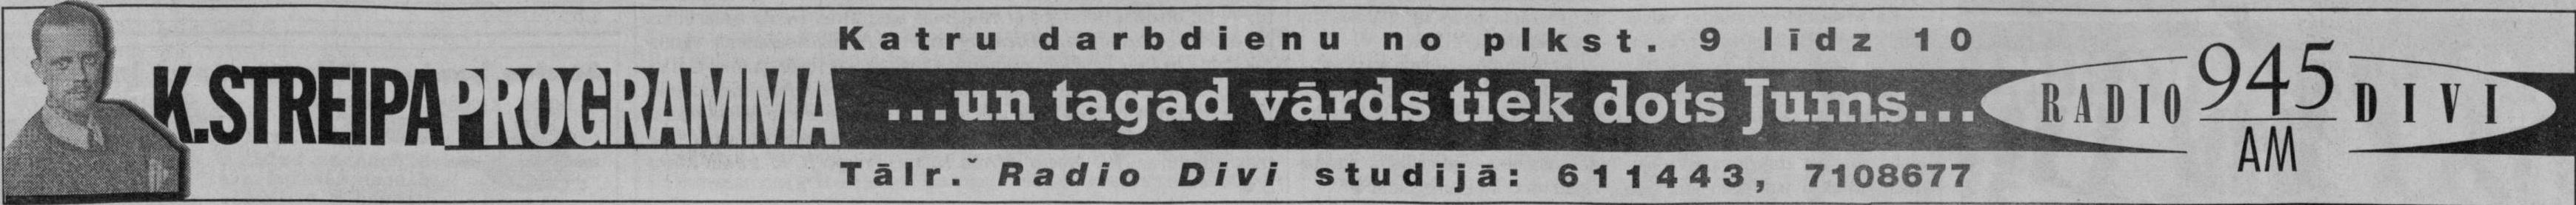 Katru darbdienu no plkst. 9 līdz 10
K.STREIPA PROGRAMMA ...un tagad vārds tiek dots Jums...
RADIO 945 DIVI
AM
Tālr. Radio Divi studijā: 611443, 7108677